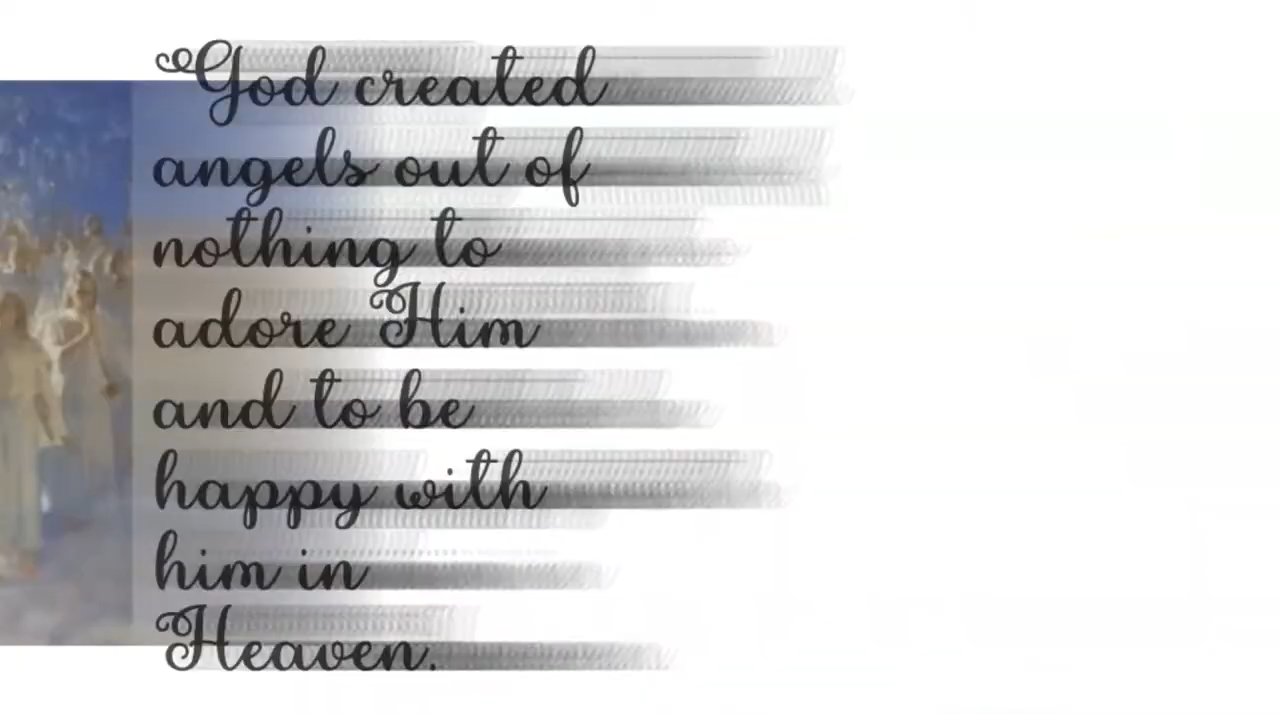 God created
angels out of
nothing to
adore Him
and to be
happy with
him in
Heaven.